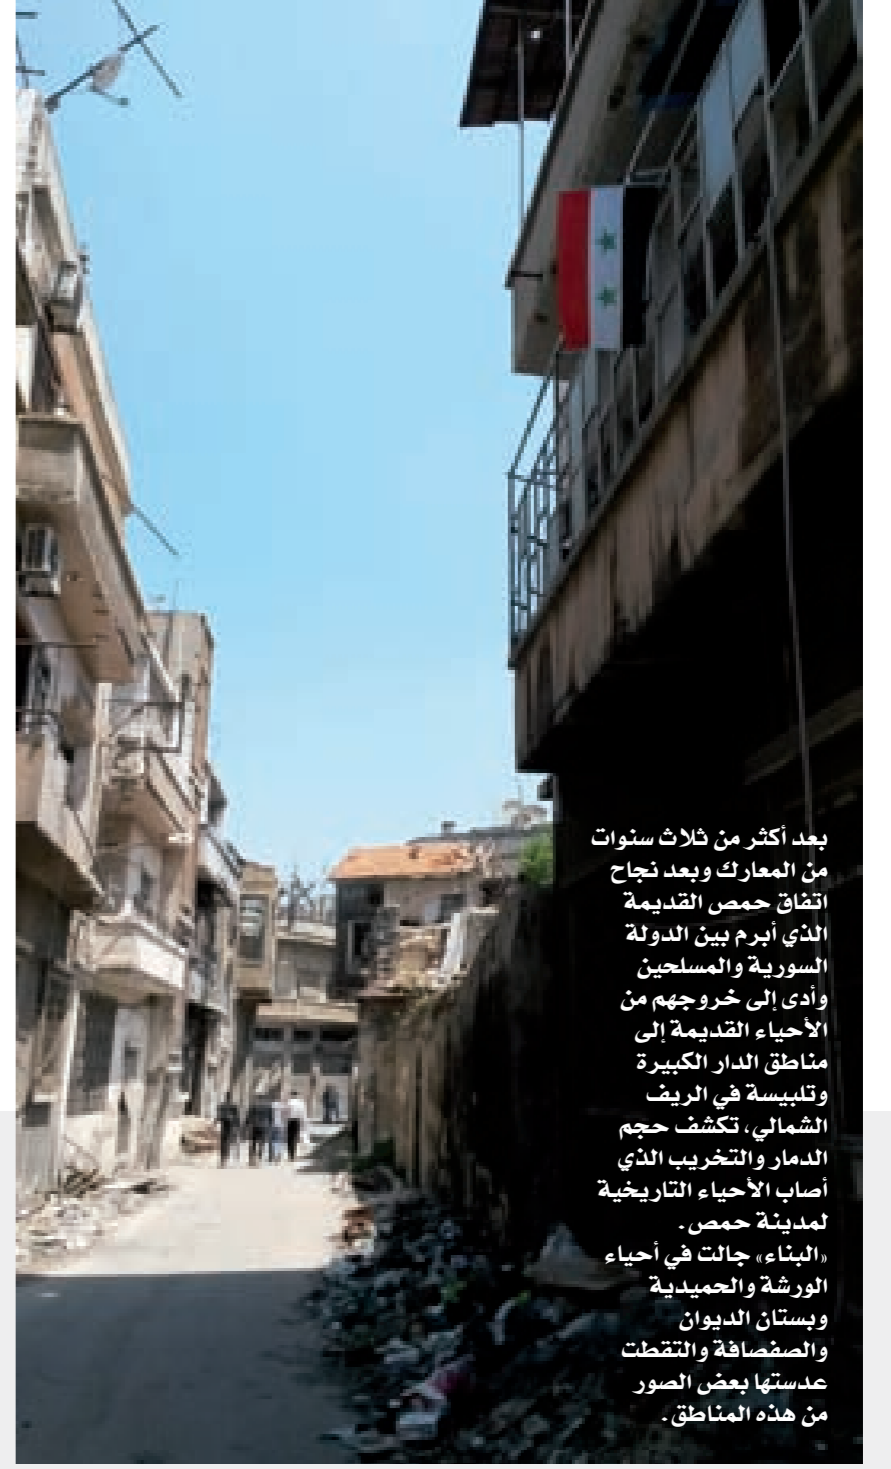 بعد أكثر من ثلاث سنوات
من المعارك وبعد نجاح
اتفاق حمص القديمة
الذي أبرم بين الدولة
السورية والمسلحين
وأدى إلى خروجهم من
الأحياء القديمة إلى
مناطق الدار الكبيرة
وتلبيسة في الريف
الشمالي، تكشف حجم
الدمار والتخريب الذي
أصاب الأحياء التاريخية
لمدينة حمص.
«البناء» جالت في أحياء
الورشة والحميدية
وبستان الديوان
والصفصافة والتقطت
عدستها بعض الصور
من هذه المناطق.